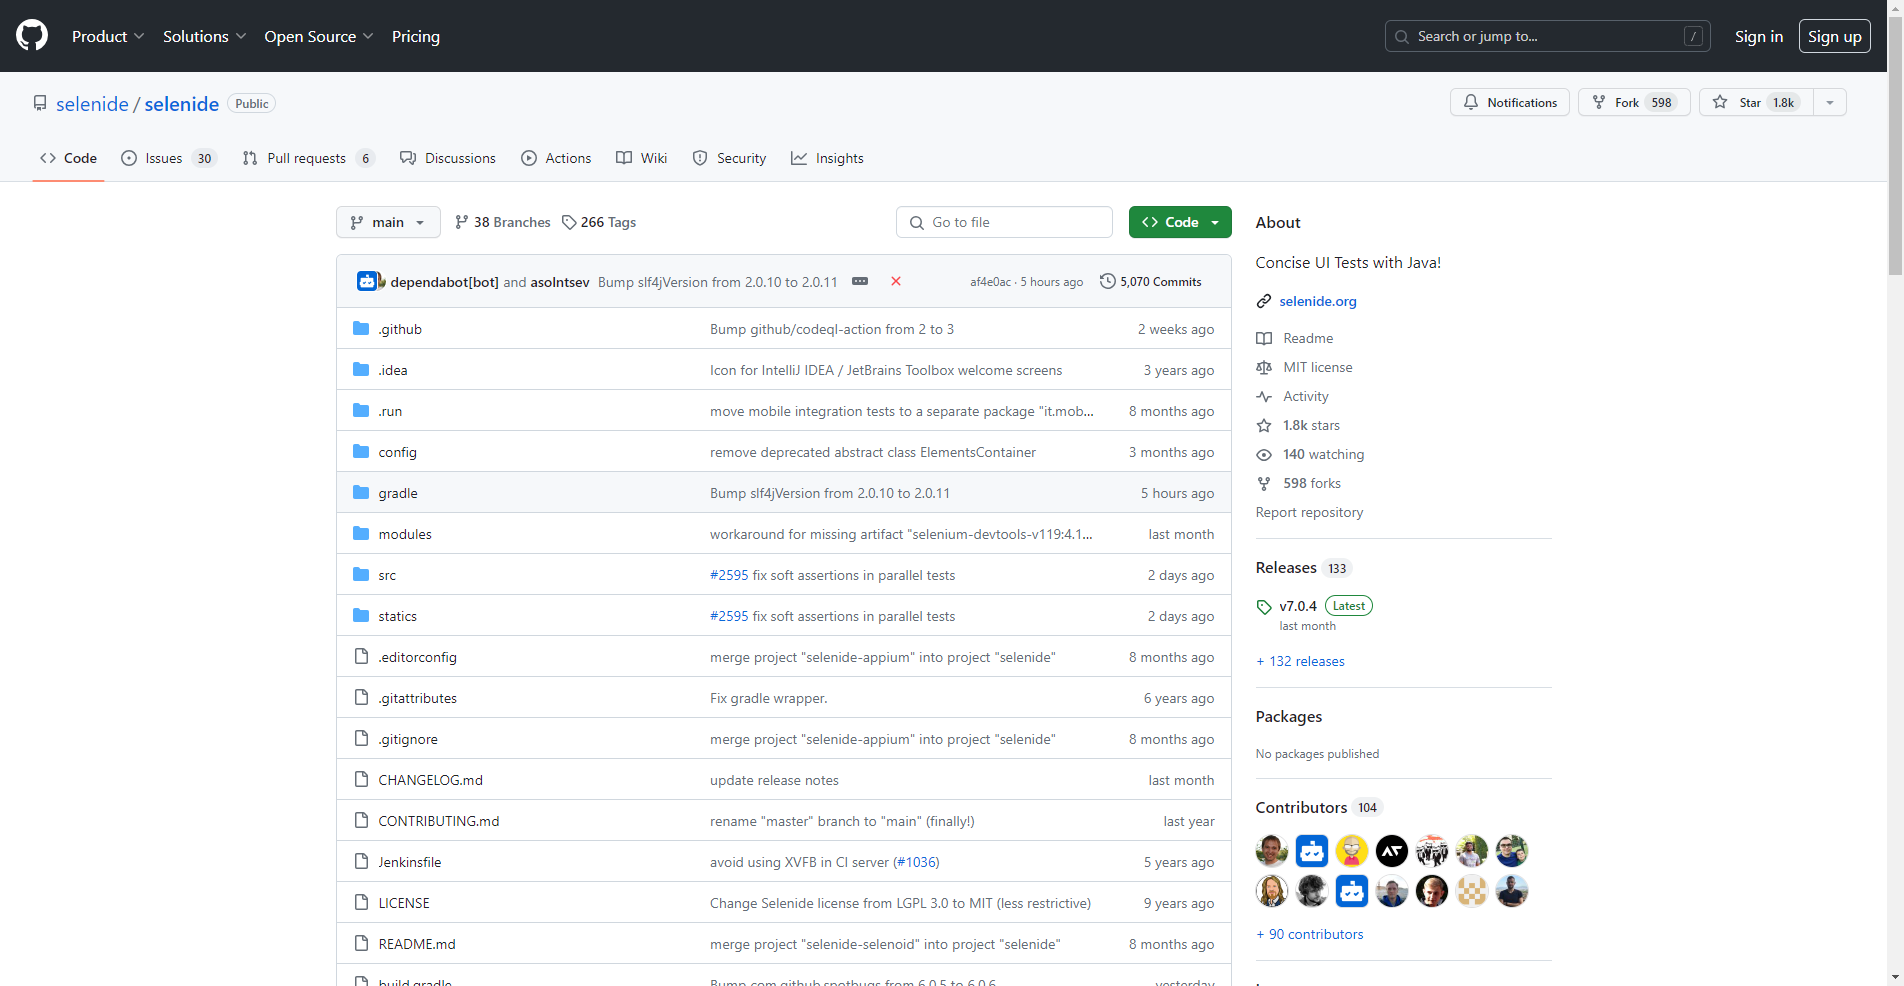 Product Solutions Open Source Pricing Search or jump to... / Sign in Sign up
selenide / selenide Public Notifications Fork 598 Star 1.8k
Code Issues 30 Pull requests 6 Discussions Actions Wiki Security Insights
main 38 Branches 266 Tags Go to file Code
dependabot[bot] and asolntsev Bump slf4jVersion from 2.0.10 to 2.0.11 af4e0ac · 5 hours ago 5,070 Commits
.github Bump github/codeql-action from 2 to 3 2 weeks ago
.idea Icon for IntelliJ IDEA / JetBrains Toolbox welcome screens 3 years ago
.run move mobile integration tests to a separate package "it.mob... 8 months ago
config remove deprecated abstract class ElementsContainer 3 months ago
gradle Bump slf4jVersion from 2.0.10 to 2.0.11 5 hours ago
modules workaround for missing artifact "selenium-devtools-v119:4.1... last month
src #2595 fix soft assertions in parallel tests 2 days ago
statics #2595 fix soft assertions in parallel tests 2 days ago
.editorconfig merge project "selenide-appium" into project "selenide" 8 months ago
.gitattributes Fix gradle wrapper. 6 years ago
.gitignore merge project "selenide-appium" into project "selenide" 8 months ago
CHANGELOG.md update release notes last month
CONTRIBUTING.md rename "master" branch to "main" (finally!) last year
Jenkinsfile avoid using XVFB in CI server (#1036) 5 years ago
LICENSE Change Selenide license from LGPL 3.0 to MIT (less restrictive) 9 years ago
README.md merge project "selenide-selenoid" into project "selenide" 8 months ago
build.gradle Bump com.github.spotbugs from 6.0.5 to 6.0.6 yesterday
About
Concise UI Tests with Java!
selenide.org
Readme
MIT license
Activity
1.8k stars
140 watching
598 forks
Report repository
Releases 133
v7.0.4 Latest
last month
+ 132 releases
Packages
No packages published
Contributors 104
+ 90 contributors